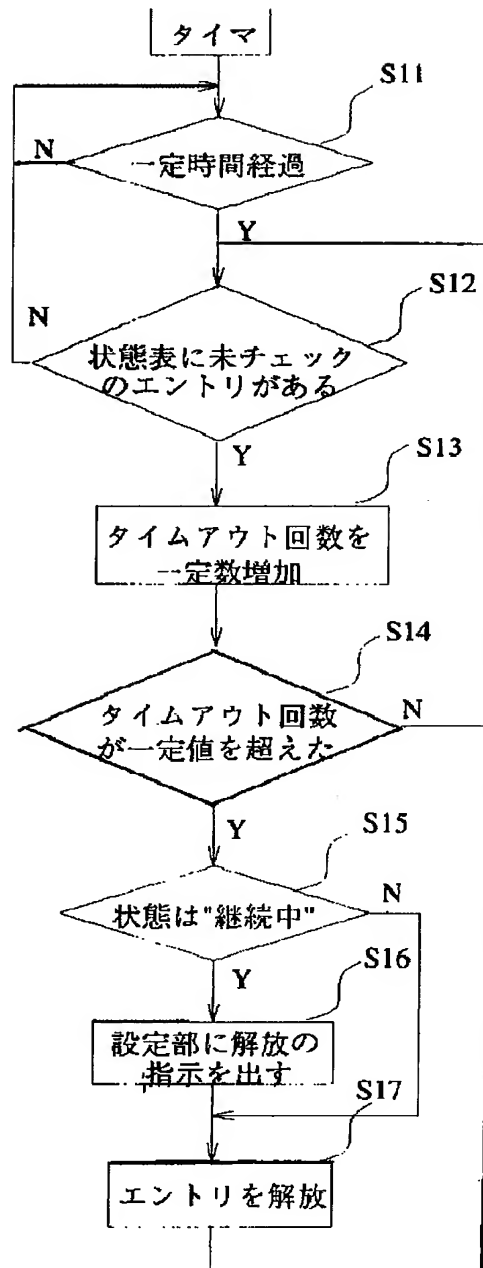 タイマ
S11
N
一定時間経過
Y
S12
N
状態表に未チェック
のエントリがある
Y
S13
タイムアウト回数を
一定数増加
S14
タイムアウト回数
が一定値を超えた
N
Y
S15
状態は"継続中"
N
Y
S16
設定部に解放の
指示を出す
S17
エントリを解放